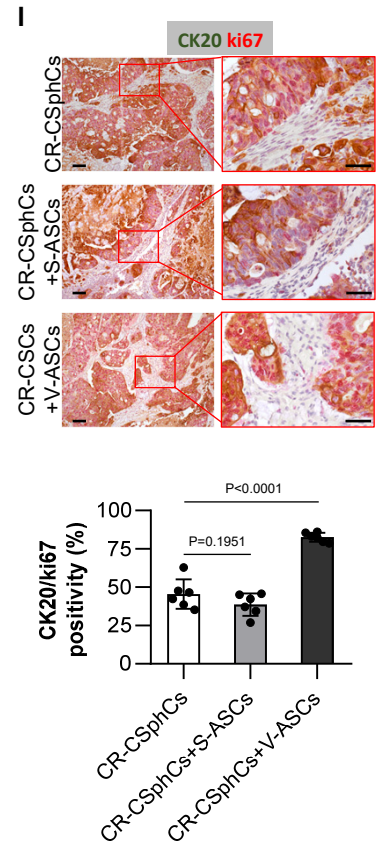 I
CK20 ki67
CR-CSphCs
CR-CSphCs
+S-ASCs
CR-CSCs
+V-ASCs
P<0.0001
P=0.1951
CK20/ki67
positivity (%)
100
75
50
25
0
CR-CSphCs
CR-CSphCs+S-ASCs
CR-CSphCs+V-ASCs